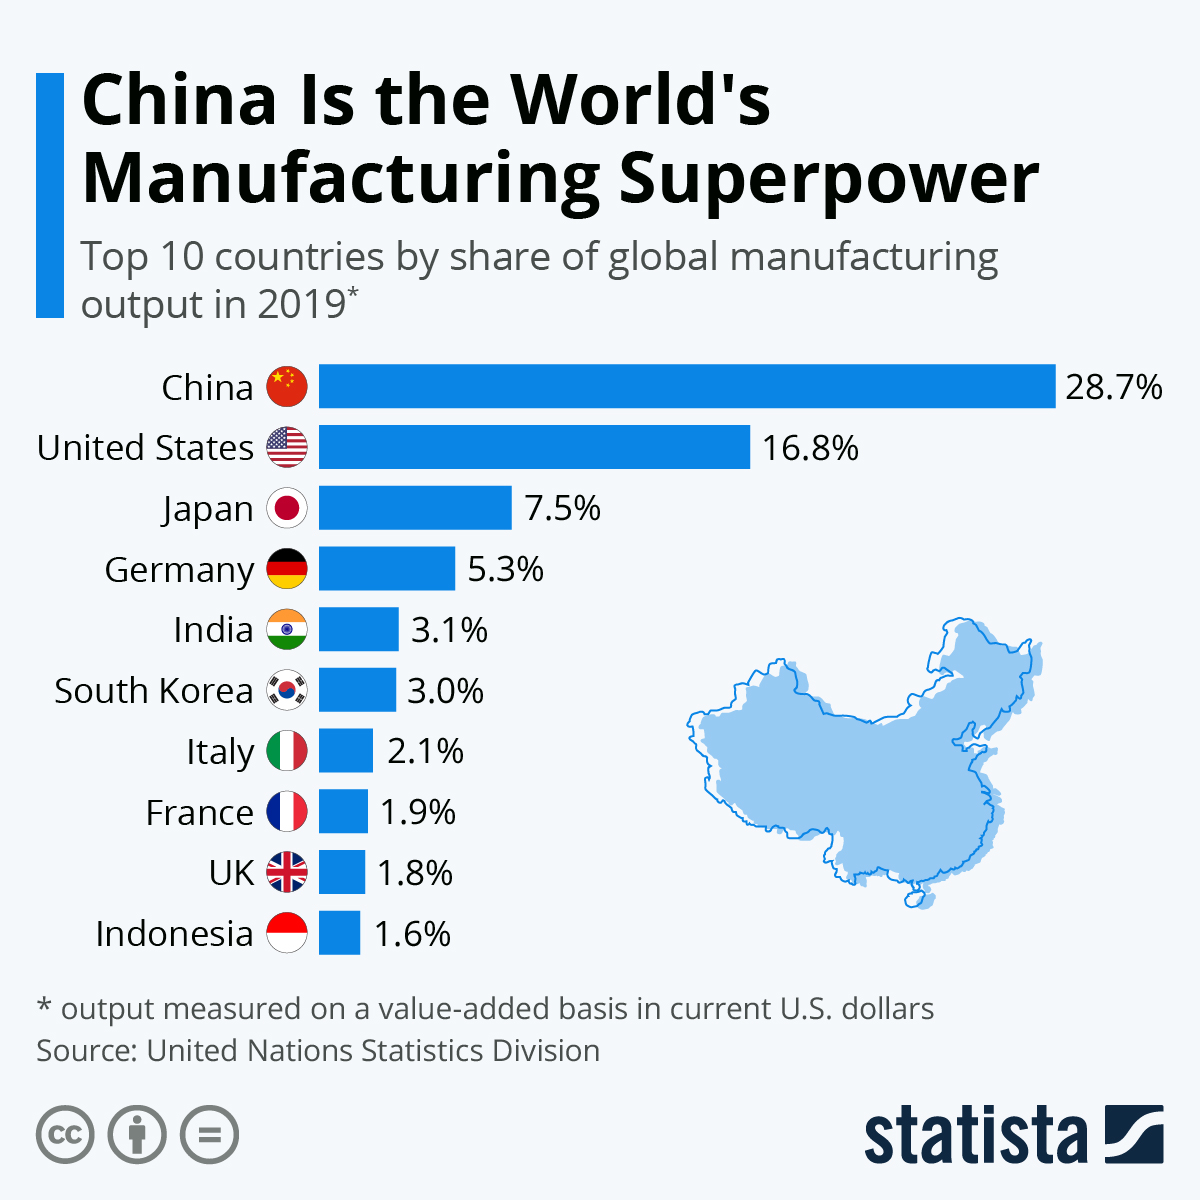 China Is the World's
Manufacturing Superpower
Top 10 countries by share of global manufacturing
output in 2019*
China 28.7%
United States 16.8%
Japan 7.5%
Germany 5.3%
India 3.1%
South Korea 3.0%
Italy 2.1%
France 1.9%
UK 1.8%
Indonesia 1.6%
* output measured on a value-added basis in current U.S. dollars
Source: United Nations Statistics Division
cc =
statista